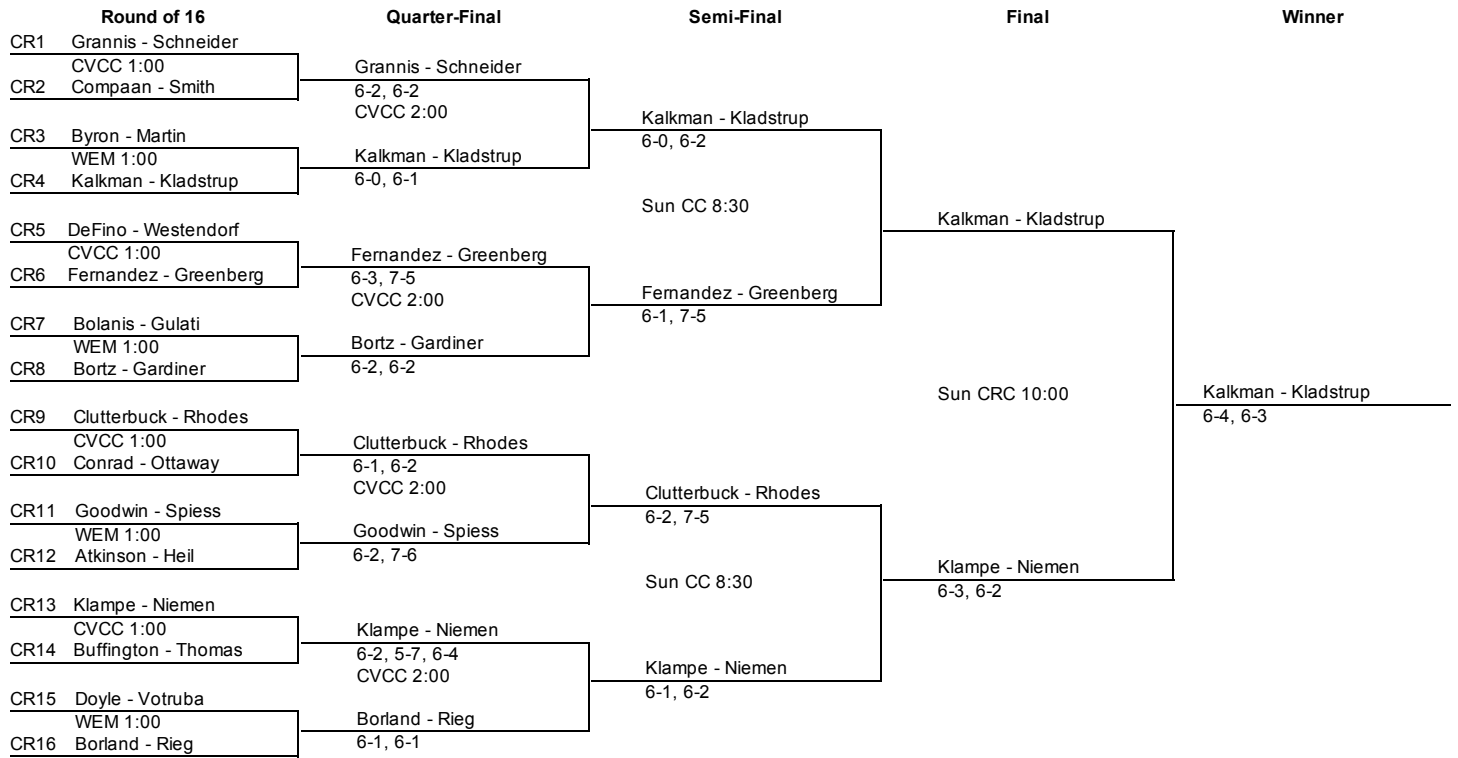 Round of 16
Quarter-Final
Semi-Final
Final
Winner
CR1 Grannis - Schneider
CVCC 1:00
CR2 Compaan - Smith
CR3 Byron - Martin
WEM 1:00
CR4 Kalkman - Kladstrup
CR5 DeFino - Westendorf
CVCC 1:00
CR6 Fernandez - Greenberg
CR7 Bolanis - Gulati
WEM 1:00
CR8 Bortz - Gardiner
CR9 Clutterbuck - Rhodes
CVCC 1:00
CR10 Conrad - Ottaway
CR11 Goodwin - Spiess
WEM 1:00
CR12 Atkinson - Heil
CR13 Klampe - Niemen
CVCC 1:00
CR14 Buffington - Thomas
CR15 Doyle - Votruba
WEM 1:00
CR16 Borland - Rieg
Grannis - Schneider
6-2, 6-2
CVCC 2:00
Kalkman - Kladstrup
6-0, 6-1
Fernandez - Greenberg
6-3, 7-5
CVCC 2:00
Bortz - Gardiner
6-2, 6-2
Clutterbuck - Rhodes
6-1, 6-2
CVCC 2:00
Goodwin - Spiess
6-2, 7-6
Klampe - Niemen
6-2, 5-7, 6-4
CVCC 2:00
Borland - Rieg
6-1, 6-1
Kalkman - Kladstrup
6-0, 6-2
Sun CC 8:30
Fernandez - Greenberg
6-1, 7-5
Clutterbuck - Rhodes
6-2, 7-5
Sun CC 8:30
Klampe - Niemen
6-1, 6-2
Kalkman - Kladstrup
Sun CRC 10:00
Klampe - Niemen
6-3, 6-2
Kalkman - Kladstrup
6-4, 6-3